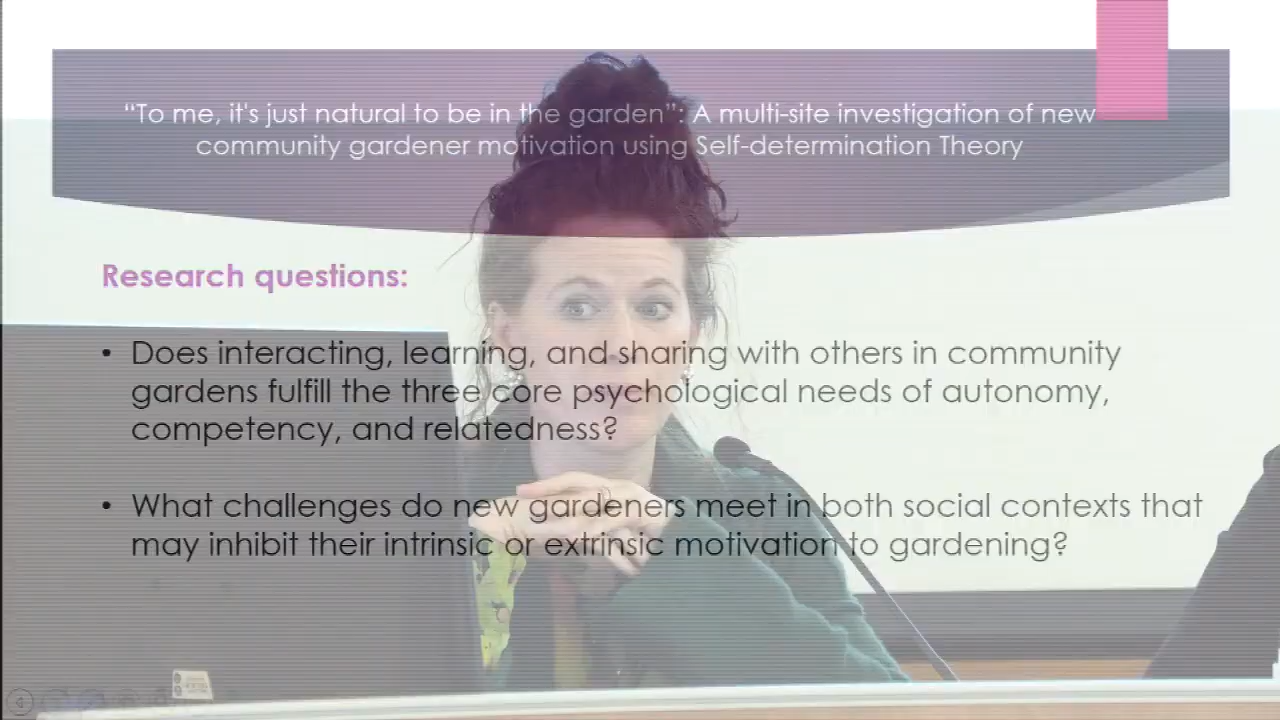 “To me, it's just natural to be in the garden”: A multi-site investigation of new
community gardener motivation using Self-determination Theory
Research questions:
• Does interacting, learning, and sharing with others in community
gardens fulfill the three core psychological needs of autonomy,
competency, and relatedness?
• What challenges do new gardeners meet in both social contexts that
may inhibit their intrinsic or extrinsic motivation to gardening?